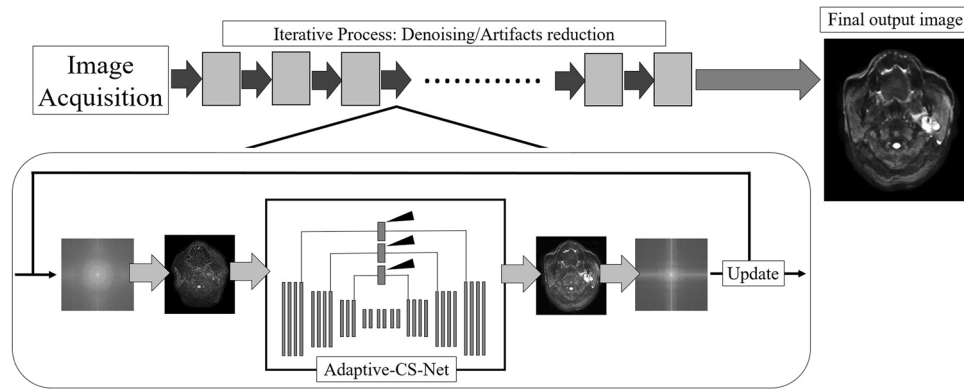 Final output image
Iterative Process: Denoising/Artifacts reduction
Image
Acquisition
Update
Adaptive-CS-Net